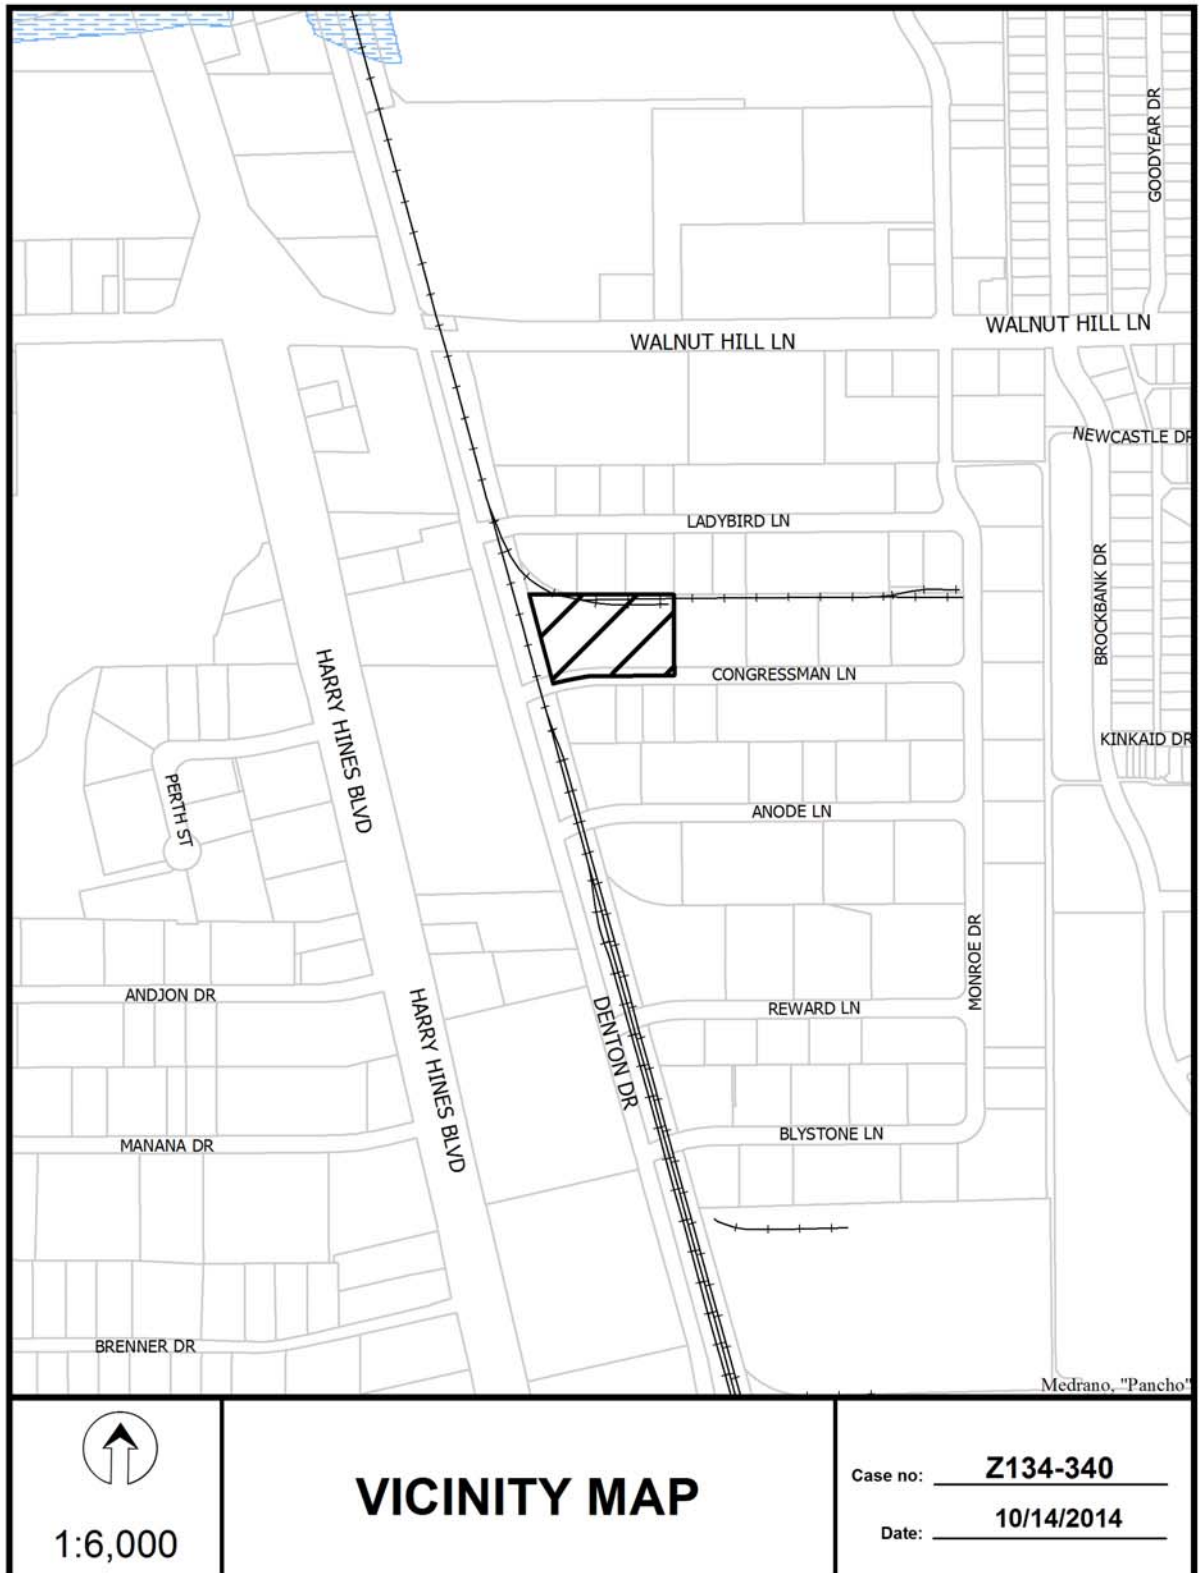 GOODYEAR DR
WALNUT HILL LN
WALNUT HILL LN
NEWCASTLE DR
LADYBIRD LN
BROCKBANK DR
CONGRESSMAN LN
HARRY HINES BLVD
KINKAID DR
PERTH ST
ANODE LN
MONROE DR
ANDJON DR
REWARD LN
HARRY HINES BLVD
DENTON DR
BLYSTONE LN
MANANA DR
BRENNER DR
Medrano, "Pancho"
1:6,000
VICINITY MAP
Case no: Z134-340
Date: 10/14/2014